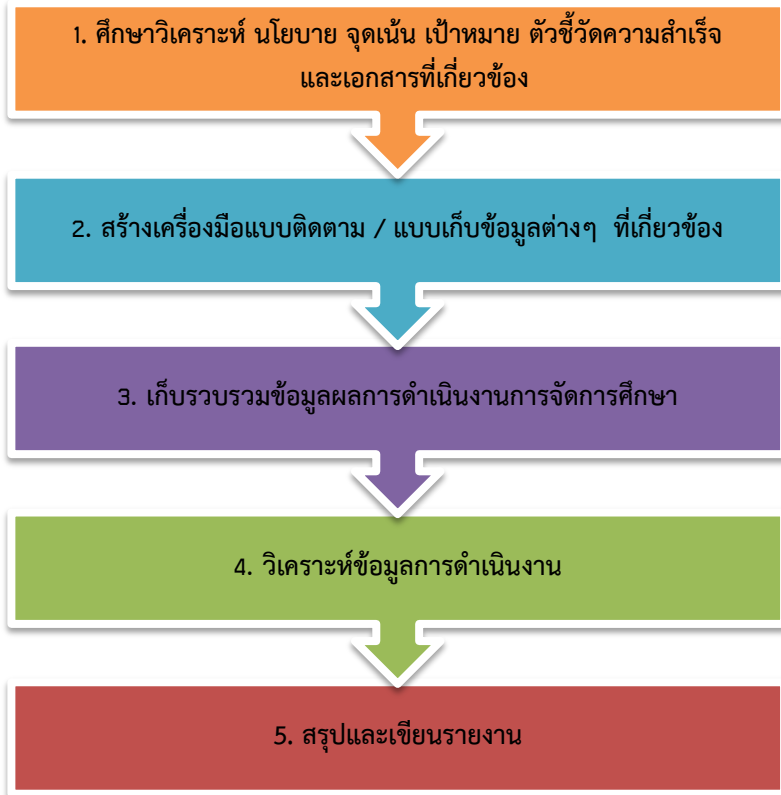 1. ศึกษาวิเคราะห์ นโยบาย จุดเน้น เป้าหมาย ตัวชี้วัดความสำเร็จ
และเอกสารที่เกี่ยวข้อง
2. สร้างเครื่องมือแบบติดตาม / แบบเก็บข้อมูลต่างๆ ที่เกี่ยวข้อง
3. เก็บรวบรวมข้อมูลผลการดำเนินงานการจัดการศึกษา
4. วิเคราะห์ข้อมูลการดำเนินงาน
5. สรุปและเขียนรายงาน